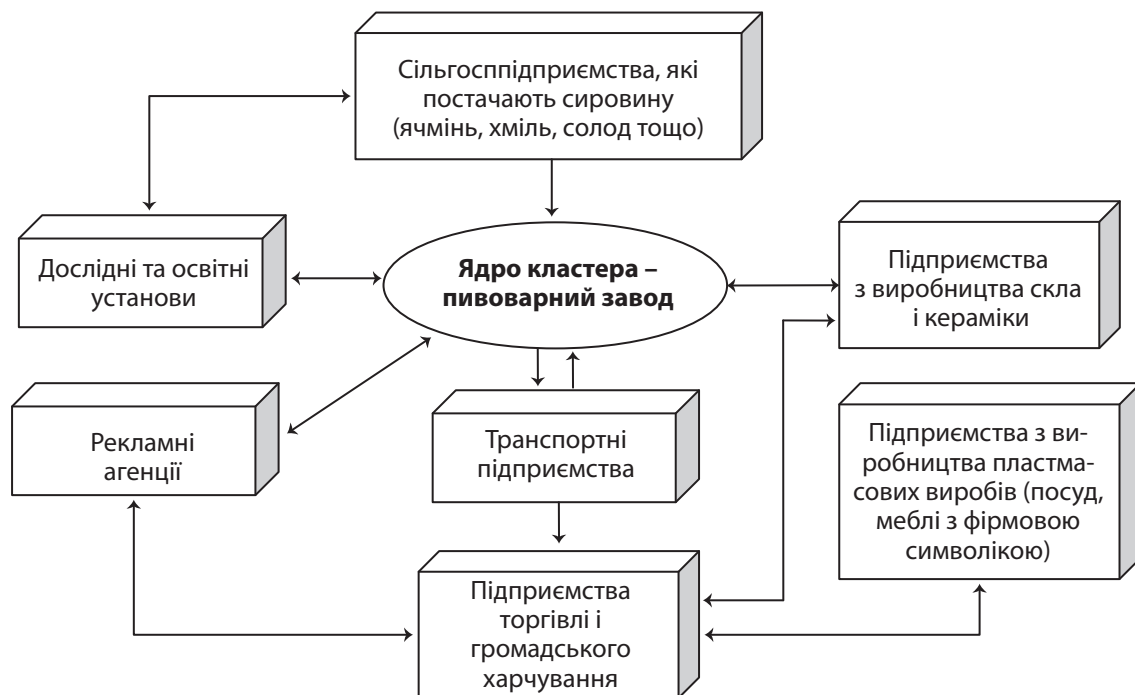 Сільгосппідприємства, які
постачають сировину
(ячмінь, хміль, солод тощо)
Дослідні та освітні
установи
Ядро кластера –
пивоварний завод
Підприємства
з виробництва скла
і кераміки
Рекламні
агенції
Транспортні
підприємства
Підприємства з ви-
робництва пластма-
сових виробів (посуд,
меблі з фірмовою
символікою)
Підприємства
торгівлі і
громадського
харчування